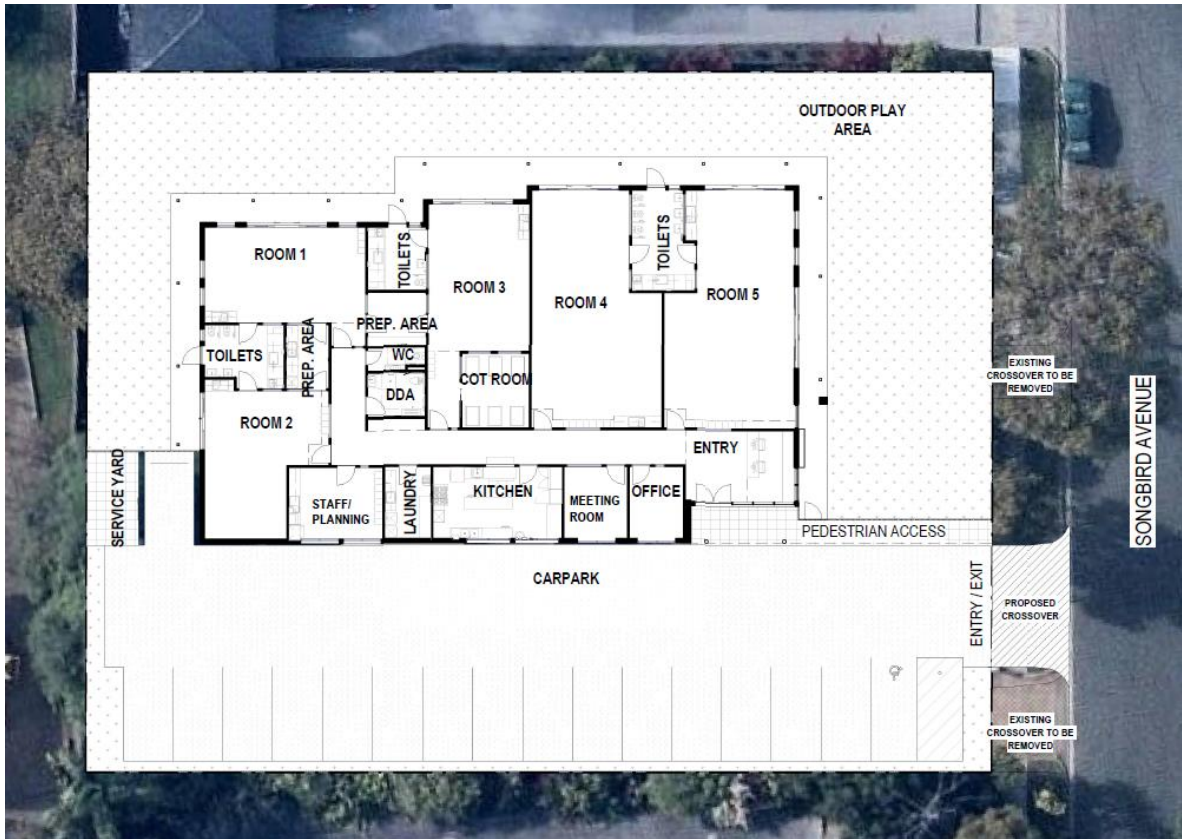 OUTDOOR PLAY
AREA
ROOM 1
TOILETS
ROOM 3
TOILETS
ROOM 4
ROOM 5
PREP. AREA
TOILETS
PREP. AREA
WC
COT ROOM
DDA
ROOM 2
ENTRY
SERVICE YARD
STAFF/
PLANNING
LAUNDRY
KITCHEN
MEETING
ROOM
OFFICE
PEDESTRIAN ACCESS
CARPARK
ENTRY / EXIT
PROPOSED
CROSSOVER
EXISTING
CROSSOVER TO BE
REMOVED
SONGBIRD AVENUE
EXISTING
CROSSOVER TO BE
REMOVED